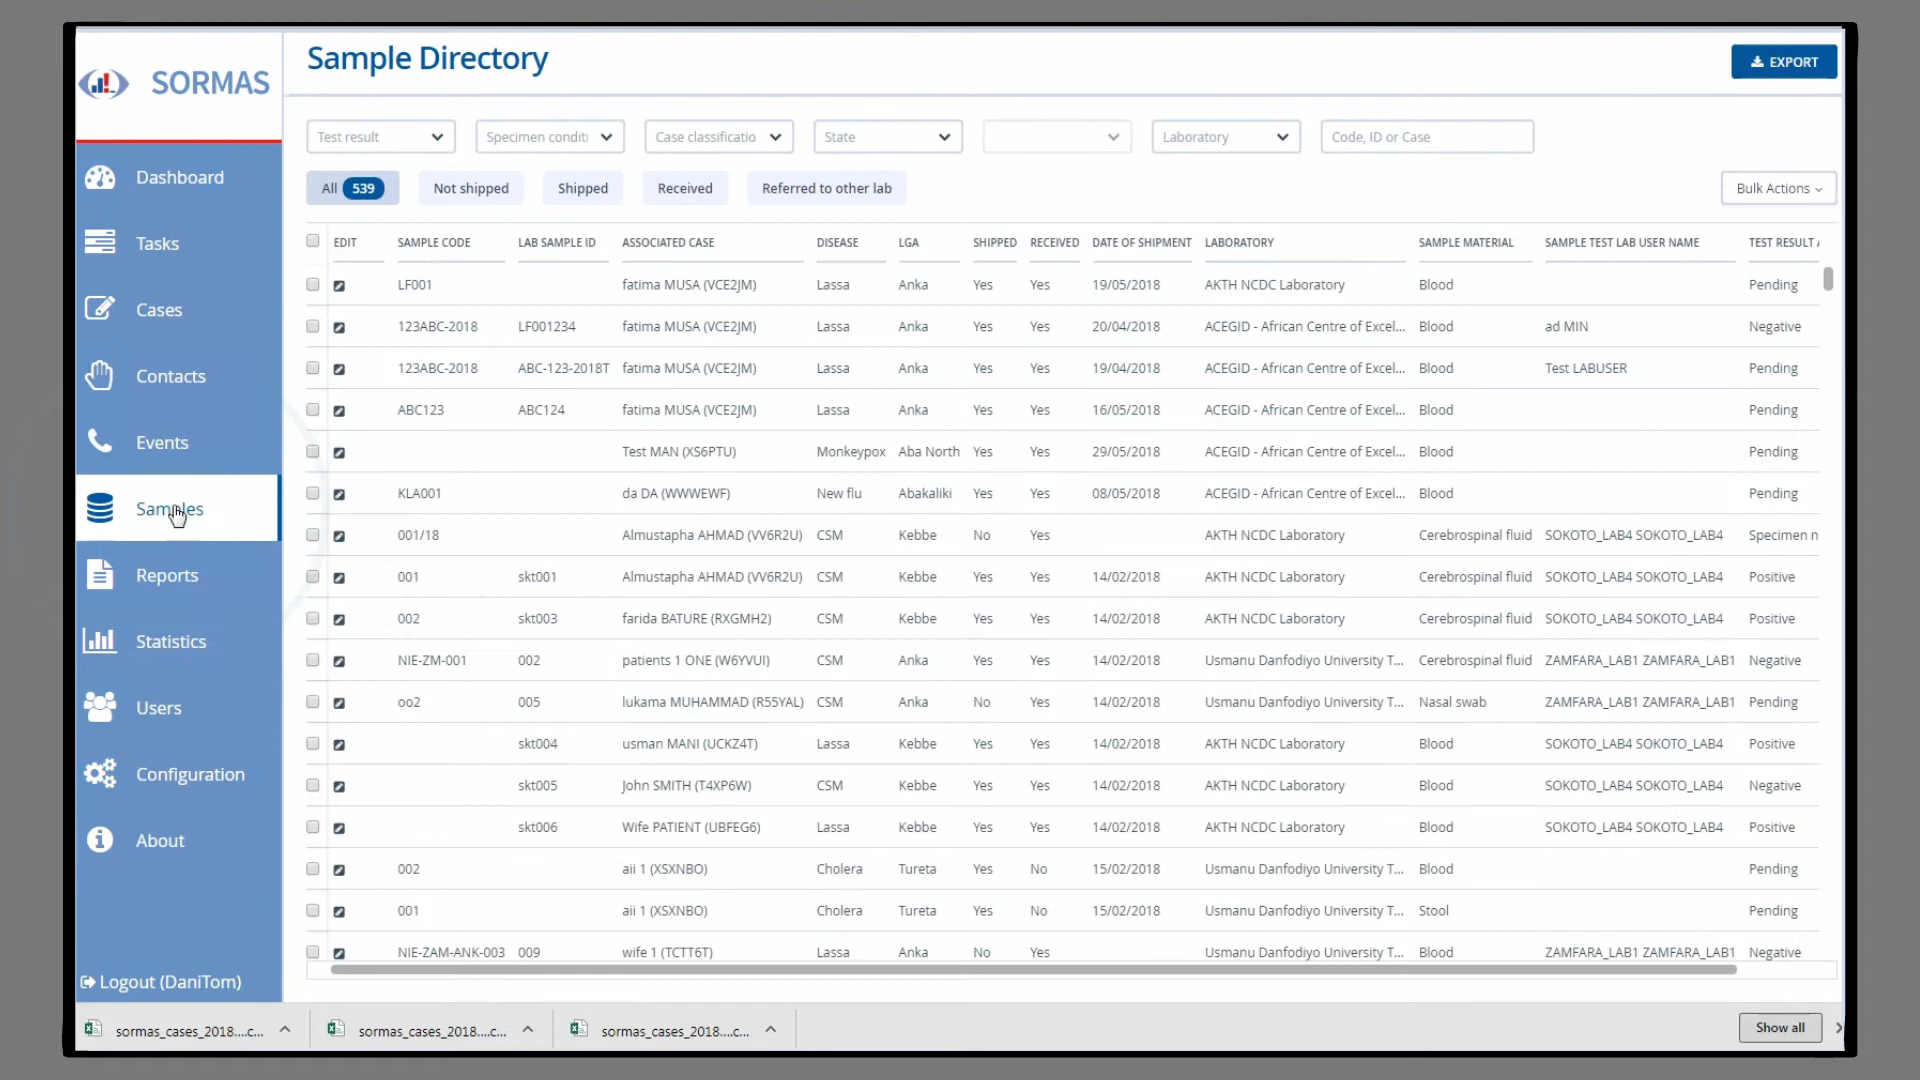 SORMAS
Sample Directory
EXPORT
Dashboard
Tasks
Cases
Contacts
Events
Samples
Reports
Statistics
Users
Configuration
About
Logout (DaniTom)
Test result Specimen conditi Case classificatio State Laboratory Code, ID or Case
All 539 Not shipped Shipped Received Referred to other lab Bulk Actions
EDIT SAMPLE CODE LAB SAMPLE ID ASSOCIATED CASE DISEASE LGA SHIPPED RECEIVED DATE OF SHIPMENT LABORATORY SAMPLE MATERIAL SAMPLE TEST LAB USER NAME TEST RESULT
LF001 fatima MUSA (VCE2JM) Lassa Anka Yes Yes 19/05/2018 AKTH NCDC Laboratory Blood Pending
123ABC-2018 LF001234 fatima MUSA (VCE2JM) Lassa Anka Yes Yes 20/04/2018 ACEGID - African Centre of Excel... Blood ad MIN Negative
123ABC-2018 ABC-123-2018T fatima MUSA (VCE2JM) Lassa Anka Yes Yes 19/04/2018 ACEGID - African Centre of Excel... Blood Test LABUSER Pending
ABC123 ABC124 fatima MUSA (VCE2JM) Lassa Anka Yes Yes 16/05/2018 ACEGID - African Centre of Excel... Blood Pending
Test MAN (XS6PTU) Monkeypox Aba North Yes Yes 29/05/2018 ACEGID - African Centre of Excel... Blood Pending
KLA001 da DA (WWWEWF) New flu Abakaliki Yes Yes 08/05/2018 ACEGID - African Centre of Excel... Blood Pending
001/18 Almustapha AHMAD (VV6R2U) CSM Kebbe No Yes AKTH NCDC Laboratory Cerebrospinal fluid SOKOTO_LAB4 SOKOTO_LAB4 Specimen n
001 skt001 Almustapha AHMAD (VV6R2U) CSM Kebbe Yes Yes 14/02/2018 AKTH NCDC Laboratory Cerebrospinal fluid SOKOTO_LAB4 SOKOTO_LAB4 Positive
002 skt003 farida BATURE (RXGMH2) CSM Kebbe Yes Yes 14/02/2018 AKTH NCDC Laboratory Cerebrospinal fluid SOKOTO_LAB4 SOKOTO_LAB4 Positive
NIE-ZM-001 002 patients 1 ONE (W6YVUI) CSM Anka Yes Yes 14/02/2018 Usmanu Danfodiyo University T... Cerebrospinal fluid ZAMFARA_LAB1 ZAMFARA_LAB1 Negative
oo2 005 lukama MUHAMMAD (R55YAL) CSM Anka No Yes 14/02/2018 Usmanu Danfodiyo University T... Nasal swab ZAMFARA_LAB1 ZAMFARA_LAB1 Pending
skt004 usman MANI (UCKZ4T) Lassa Kebbe Yes Yes 14/02/2018 AKTH NCDC Laboratory Blood SOKOTO_LAB4 SOKOTO_LAB4 Positive
skt005 John SMITH (T4XP6W) CSM Kebbe Yes Yes 14/02/2018 AKTH NCDC Laboratory Blood SOKOTO_LAB4 SOKOTO_LAB4 Negative
skt006 Wife PATIENT (UBFEG6) Lassa Kebbe Yes Yes 14/02/2018 AKTH NCDC Laboratory Blood SOKOTO_LAB4 SOKOTO_LAB4 Positive
002 aii 1 (XSXNBO) Cholera Tureta Yes No 15/02/2018 Usmanu Danfodiyo University T... Blood Pending
001 aii 1 (XSXNBO) Cholera Tureta Yes No 15/02/2018 Usmanu Danfodiyo University T... Stool Pending
NIE-ZAM-ANK-003 009 wife 1 (TCTT6T) Lassa Anka No Yes Usmanu Danfodiyo University T... Blood ZAMFARA_LAB1 ZAMFARA_LAB1 Negative
sormas_cases_2018....c... sormas_cases_2018....c... sormas_cases_2018....c... Show all